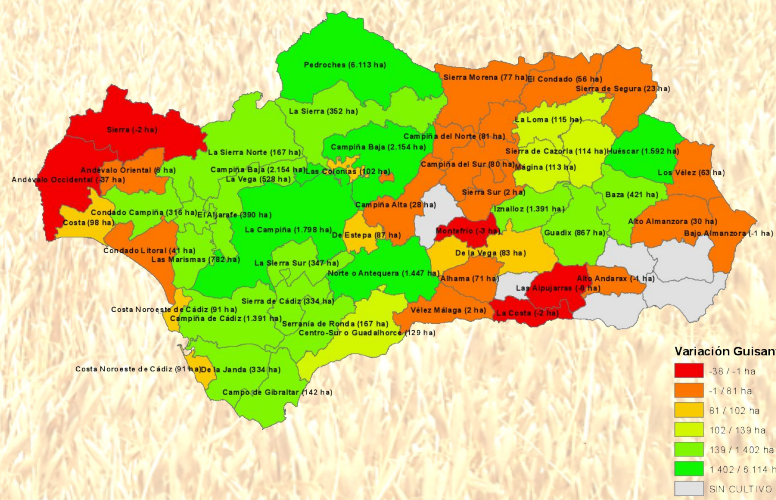 Pedroches (6.113 ha)
Sierra Morena (77 ha)
El Condado (56 ha)
Sierra de Segura (23 ha)
La Sierra (352 ha)
La Loma (115 ha)
Sierra (-2 ha)
Campiña del Norte (81 ha)
Campiña Baja (2.154 ha)
La Sierra Norte (167 ha)
Sierra de Cazorla (114 ha)
Huéscar (1.592 ha)
Campiña del Sur (80 ha)
Mágina (113 ha)
Andévalo Oriental (6 ha)
Campiña Baja (2.154 ha)
Las Colonias (102 ha)
Los Vélez (63 ha)
Andévalo Occidental (-37 ha)
La Vega (528 ha)
Sierra Sur (2 ha)
Baza (421 ha)
Campiña Alta (28 ha)
Iznalloz (1.391 ha)
Condado Campiña (316 ha)
El Aljarafe (390 ha)
Costa (98 ha)
Alto Almanzora (30 ha)
La Campiña (1.798 ha)
Montefrío (-3 ha)
Guadix (867 ha)
Bajo Almanzora (-1 ha)
De Estepa (87 ha)
Condado Litoral (41 ha)
De la Vega (83 ha)
Las Marismas (782 ha)
La Sierra Sur (347 ha)
Norte o Antequera (1.447 ha)
Alhama (71 ha)
Alto Andarax (-1 ha)
Las Alpujarras (-8 ha)
Sierra de Cádiz (334 ha)
Costa Noroeste de Cádiz (91 ha)
Vélez Málaga (2 ha)
La Costa (-2 ha)
Campiña de Cádiz (1.391 ha)
Serranía de Ronda (167 ha)
Centro-Sur o Guadalhorce (129 ha)
Costa Noroeste de Cádiz (91 ha)
De la Janda (334 ha)
Campo de Gibraltar (142 ha)
Variación Guisant
-38 / -1 ha
-1 / 81 ha
81 / 102 ha
102 / 139 ha
139 / 1.402 ha
1.402 / 6.114 h
SIN CULTIVO